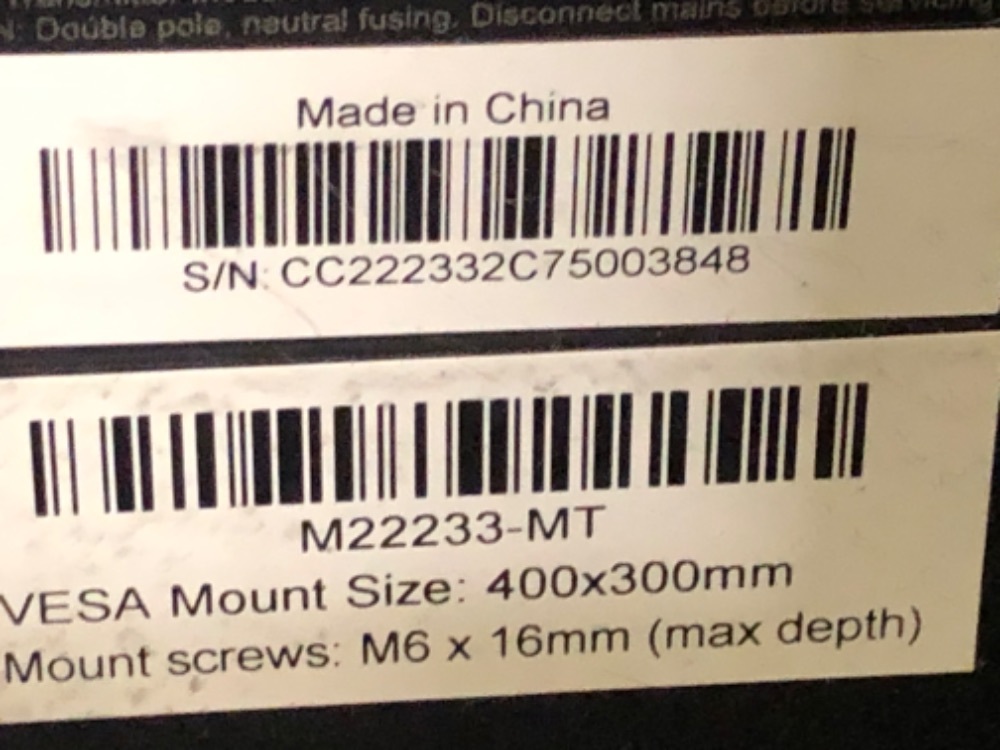 N: Double pole, neutral fusing. Disconnect mains before servicing
Made in China
S/N: CC222332C75003848
M22233-MT
VESA Mount Size: 400x300mm
Mount screws: M6 x 16mm (max depth)